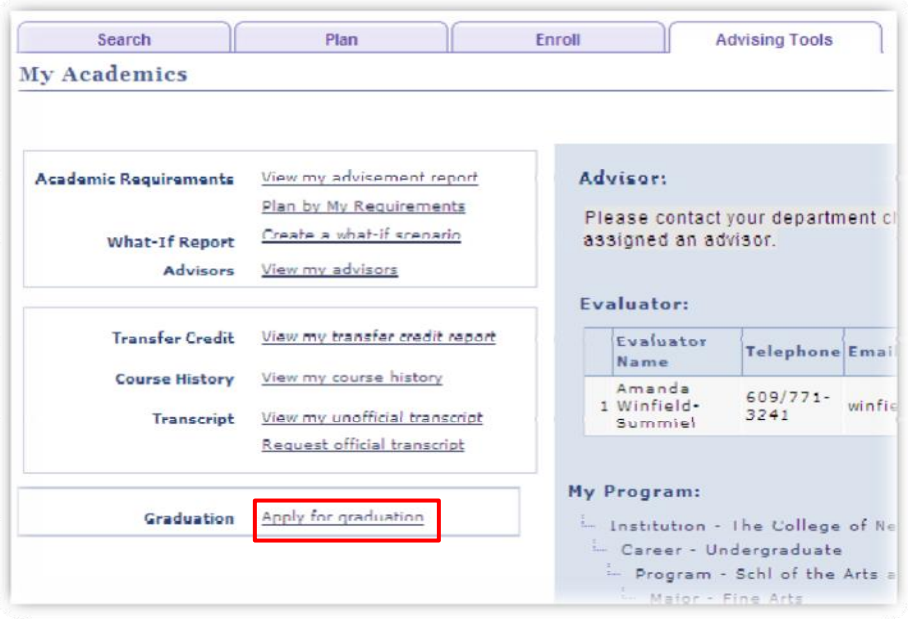 Search Plan Enroll Advising Tools
My Academics
Academic Requirements View my advisement report
Plan by My Requirements
What-If Report Create a what-if scenario
Advisors View my advisors
Transfer Credit View my transfer credit report
Course History View my course history
Transcript View my unofficial transcript
Request official transcript
Graduation Apply for graduation
Advisor:
Please contact your department
assigned an advisor.
Evaluator:
Evaluator Name Telephone Email
1 Amanda Winfield-Summiel 609/771-3241
My Program:
Institution - The College of
Career - Undergraduate
Program - Schl of the Arts
Major - Fine Arts